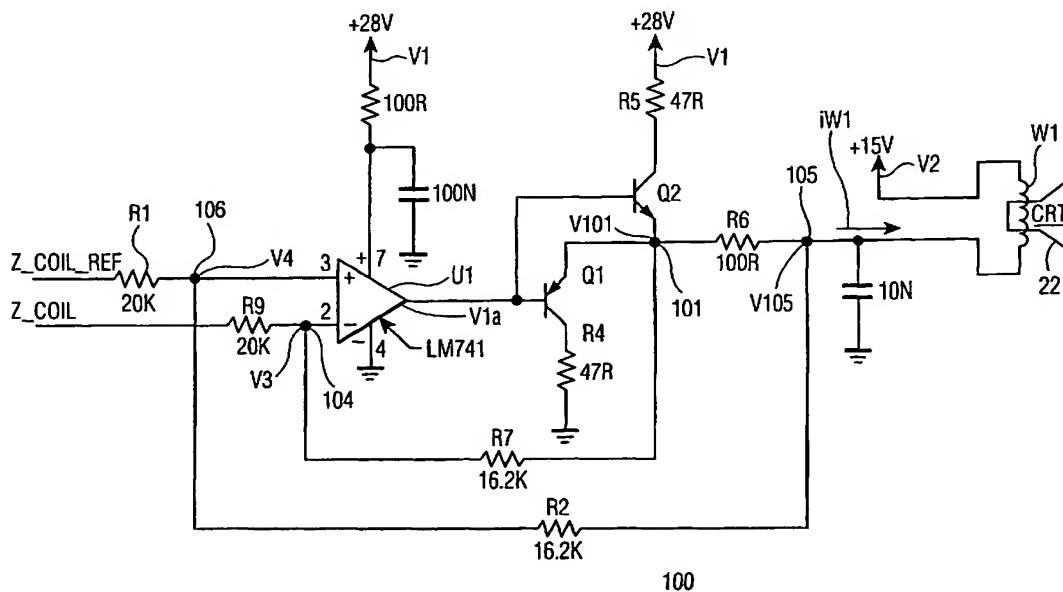 +28V
V1
100R
100N
+28V
V1
R5
47R
Q2
iW1
+15V
V2
W1
CRT
22
105
R1
106
Z_COIL_REF
20K
V4
3
+
+
7
U1
V101
R6
100R
101
V105
10N
Z_COIL
R9
20K
2
−
−
4
V1a
LM741
V3
104
Q1
R4
47R
R7
16.2K
R2
16.2K
100